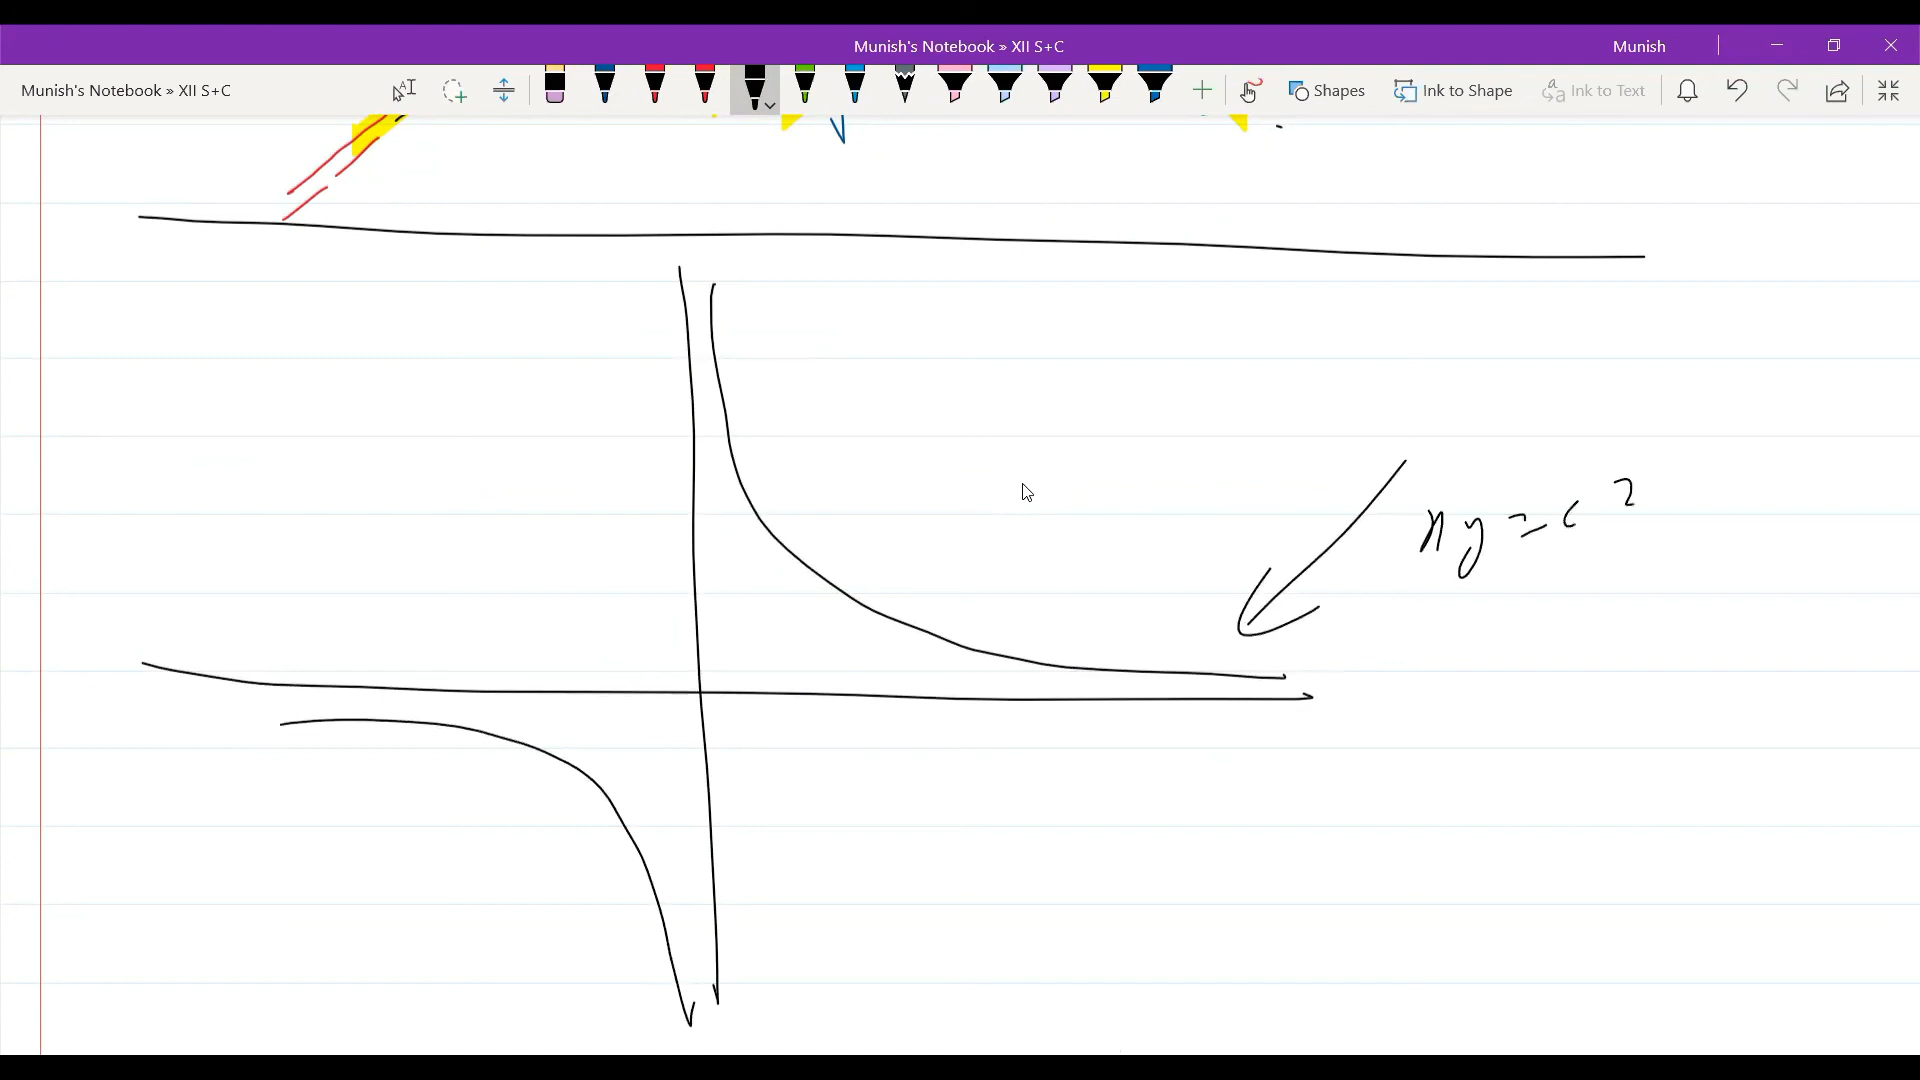 Munish's Notebook » XII S+C
Munish
Munish's Notebook » XII S+C
Shapes
Ink to Shape
Ink to Text
xy = c²